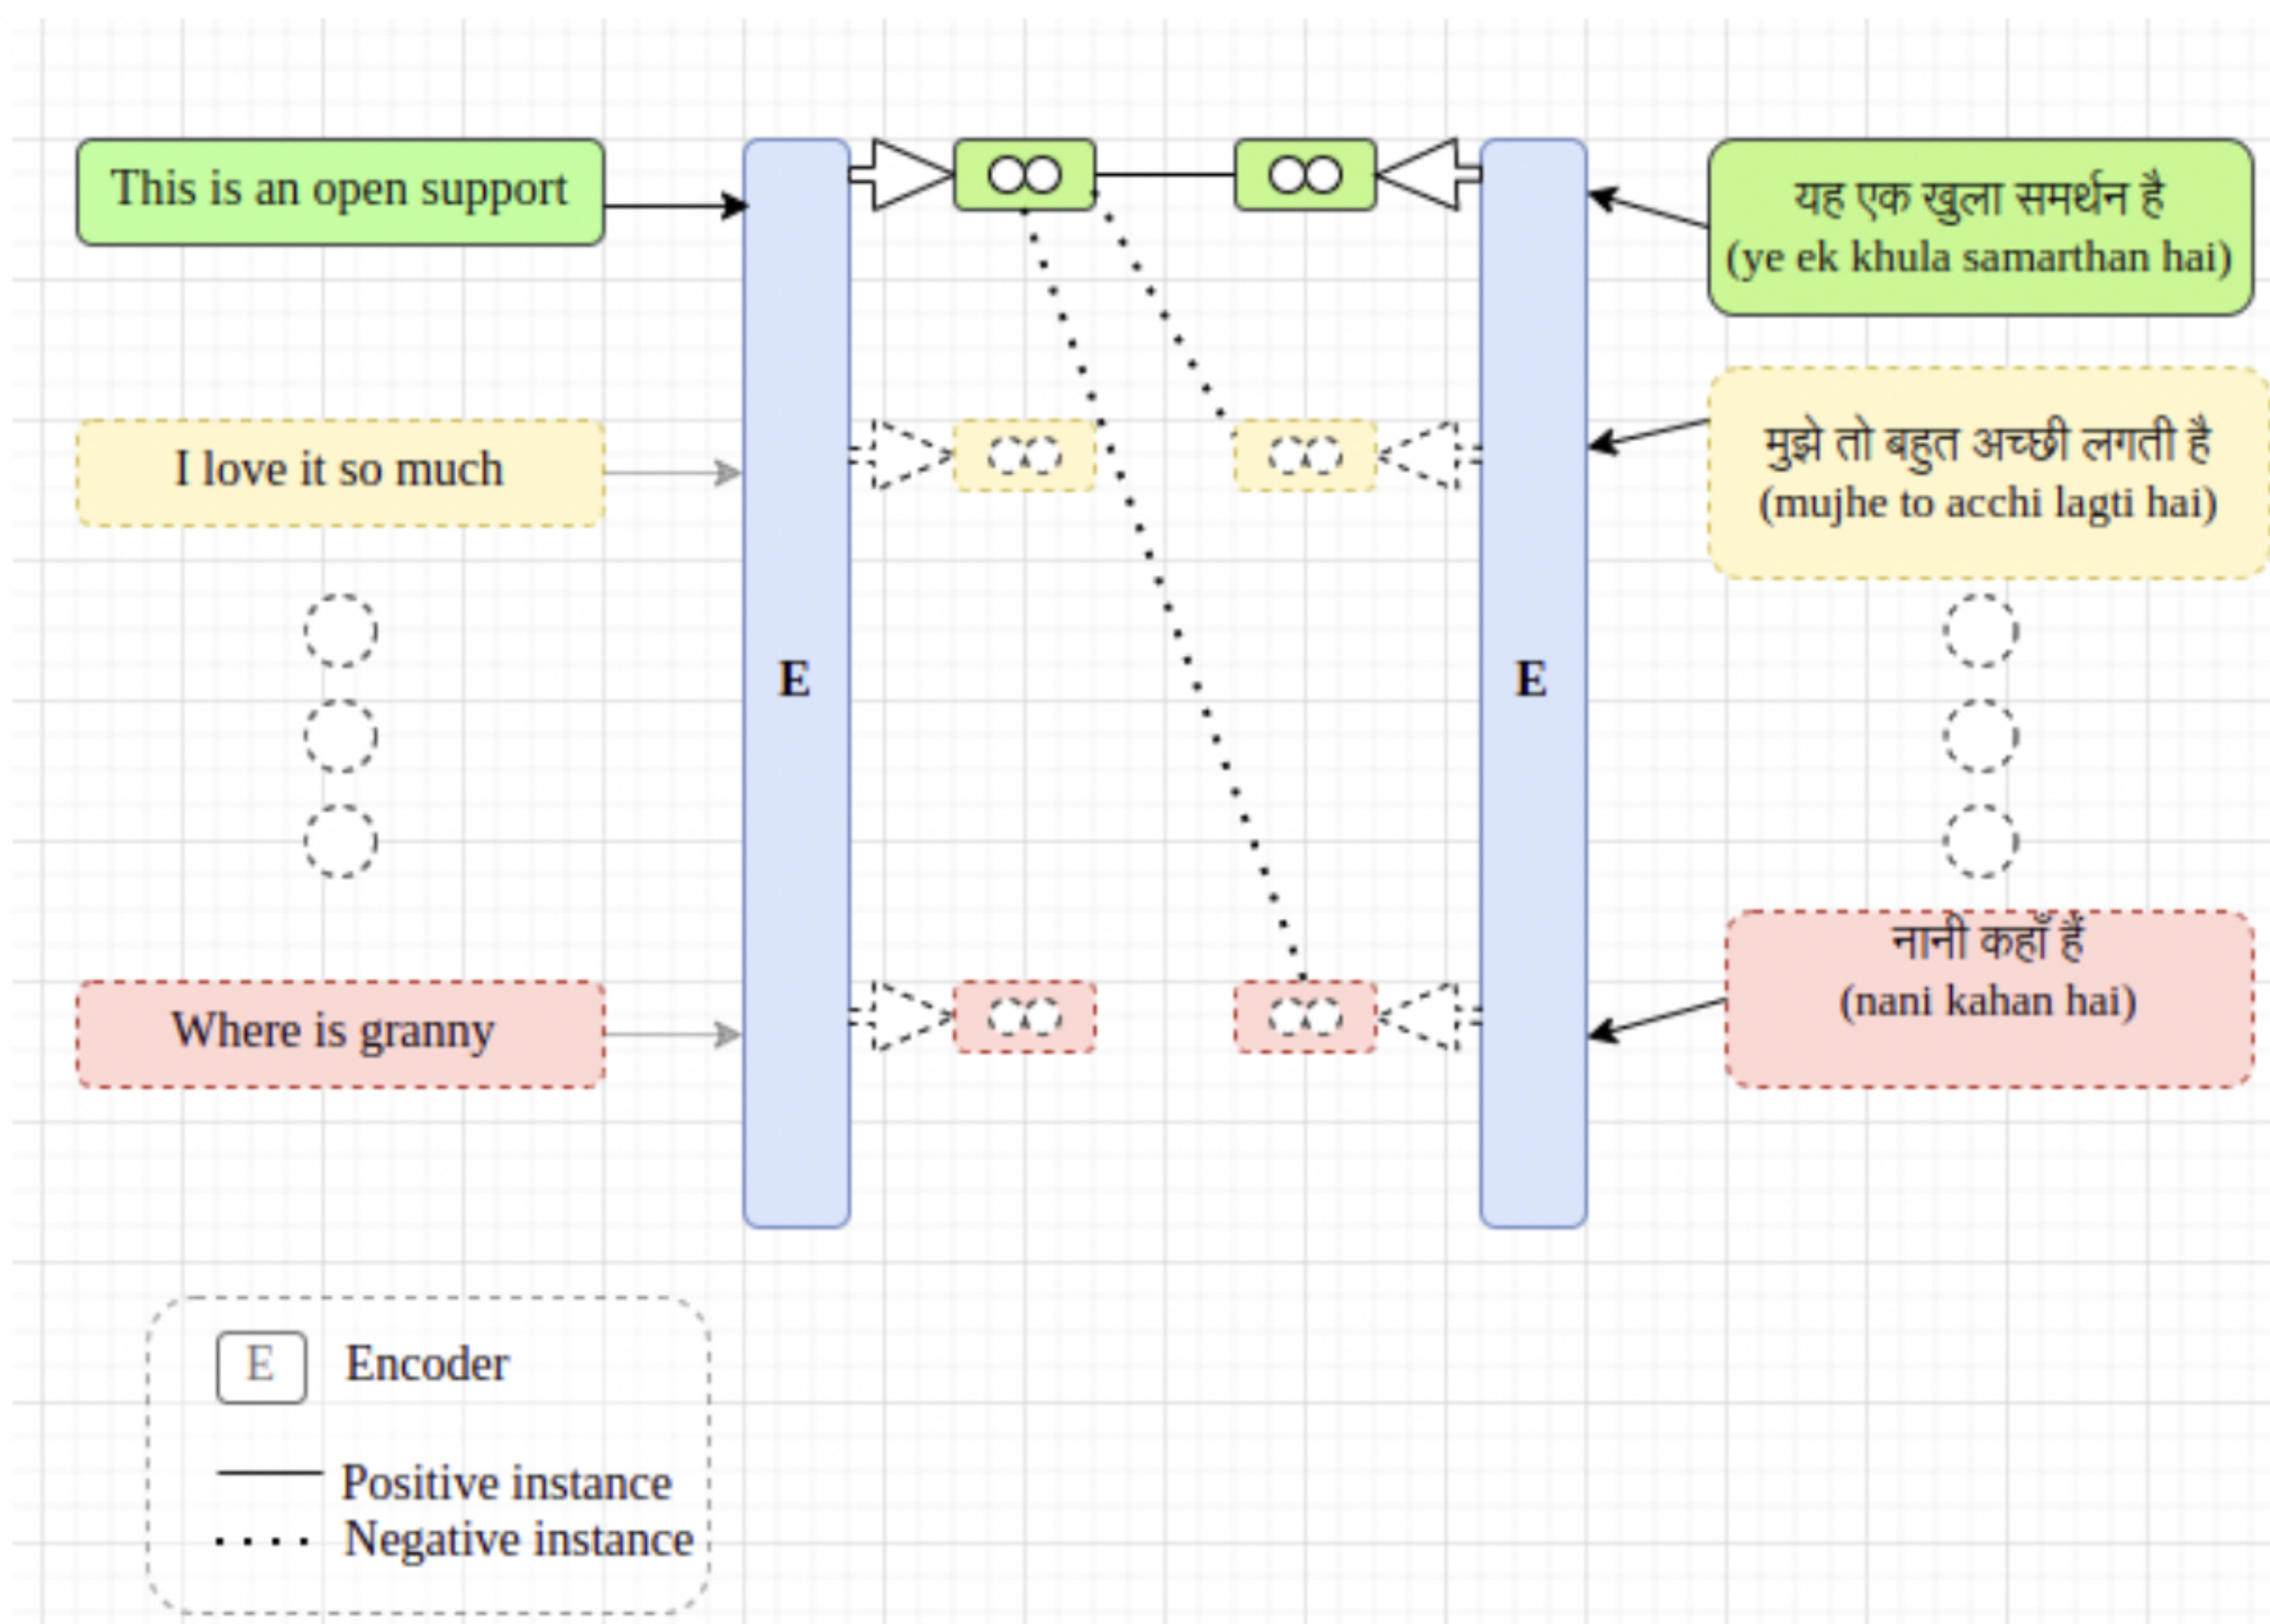 This is an open support
यह एक खुला समर्थन है
(ye ek khula samarthan hai)
I love it so much
मुझे तो बहुत अच्छी लगती है
(mujhe to acchi lagti hai)
E
E
Where is granny
नानी कहाँ हैं
(nani kahan hai)
E Encoder
Positive instance
Negative instance